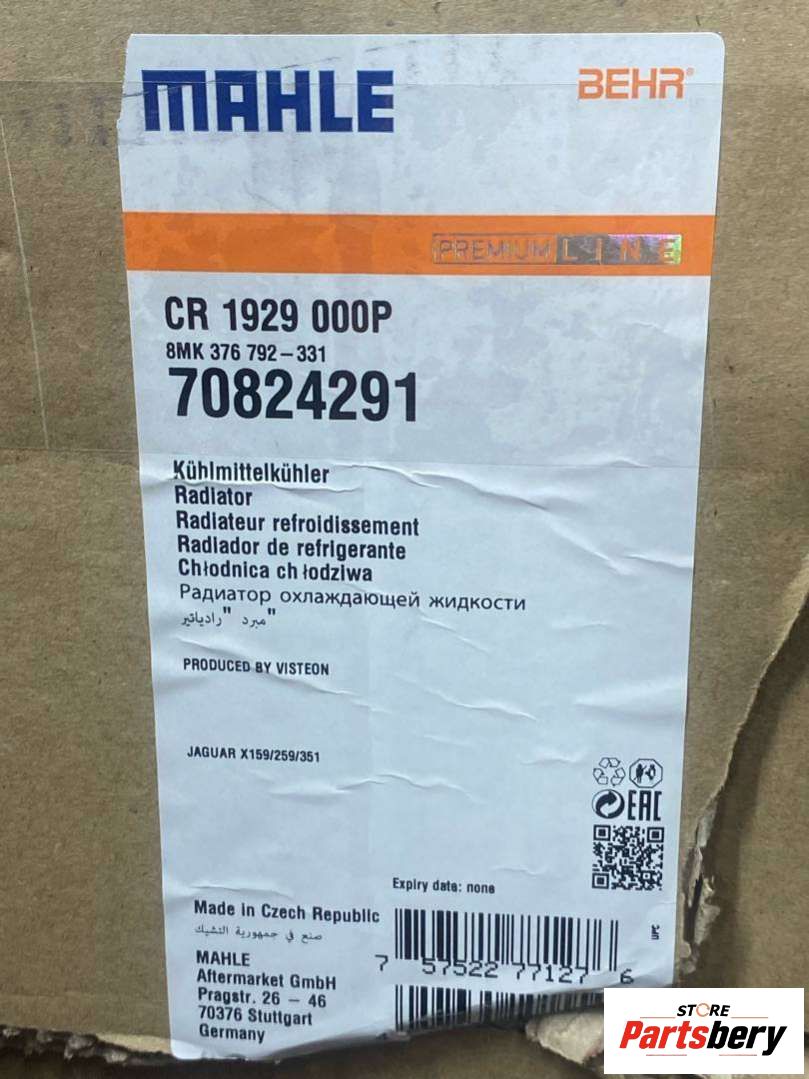 MAHLE
BEHR®
PREMIUM LINE
CR 1929 000P
8MK 376 792-331
70824291
Kühlmittelkühler
Radiator
Radiateur refroidissement
Radiador de refrigerante
Chłodnica chłodziwa
Радиатор охлаждающей жидкости
مبرد "رادياتير"
PRODUCED BY VISTEON
JAGUAR X159/259/351
EAC
Expiry date: none
Made in Czech Republic
صنع في جمهورية التشيك
MAHLE
Aftermarket GmbH
Pragstr. 26 - 46
70376 Stuttgart
Germany
7 57522 77127 6
STORE
Partsbery